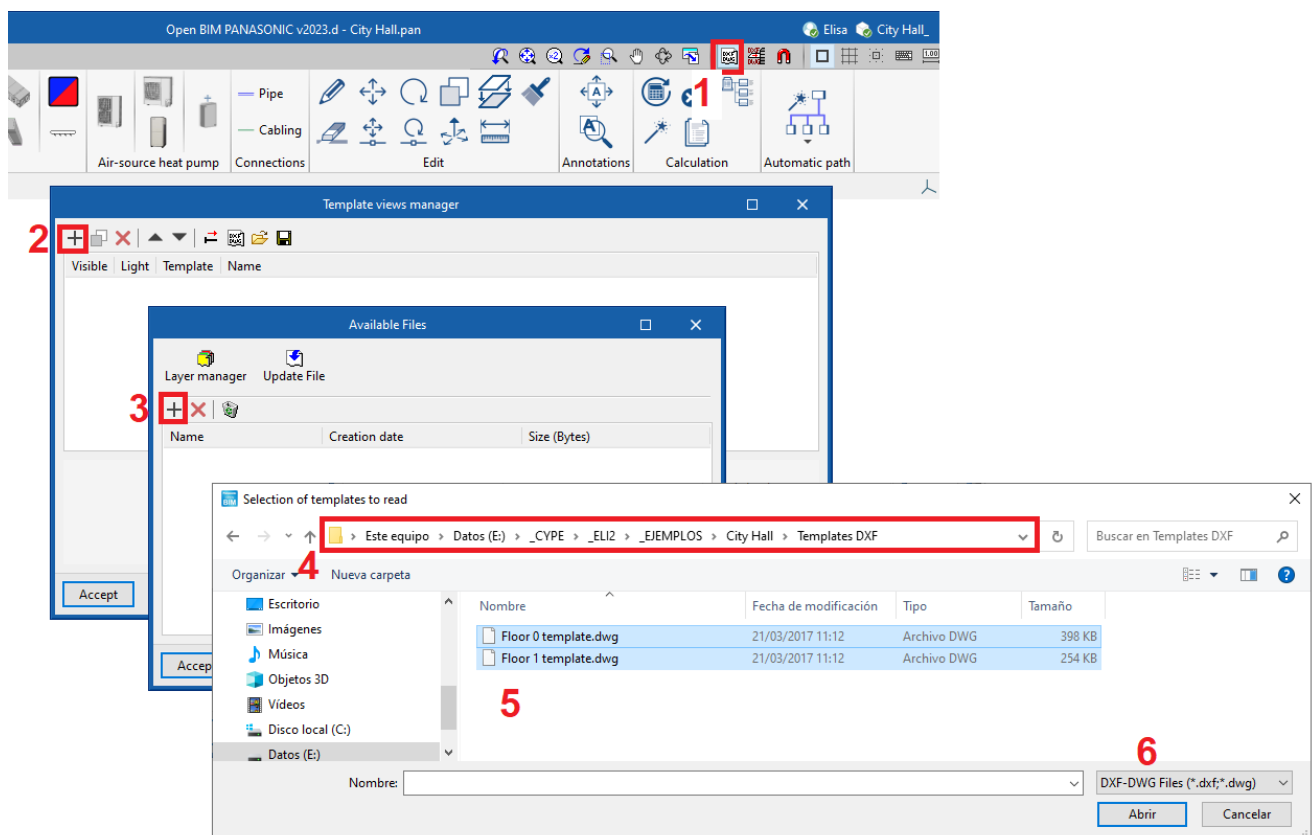 Open BIM PANASONIC v2023.d - City Hall.pan
Elisa
City Hall_
DXF DWG
1.00
1
Pipe
Cabling
Air-source heat pump
Connections
Edit
Annotations
Calculation
Automatic path
Template views manager
2
Visible Light Template Name
Available Files
Layer manager Update File
3
Name Creation date Size (Bytes)
Selection of templates to read
Este equipo > Datos (E:) > _CYPE > _ELI2 > _EJEMPLOS > City Hall > Templates DXF
Buscar en Templates DXF
4
Organizar Nueva carpeta
Accept
Escritorio
Imágenes
Música
Objetos 3D
Vídeos
Disco local (C:)
Datos (E:)
Nombre Fecha de modificación Tipo Tamaño
Floor 0 template.dwg 21/03/2017 11:12 Archivo DWG 398 KB
Floor 1 template.dwg 21/03/2017 11:12 Archivo DWG 254 KB
Accep
5
6
Nombre:
DXF-DWG Files (*.dxf;*.dwg)
Abrir Cancelar